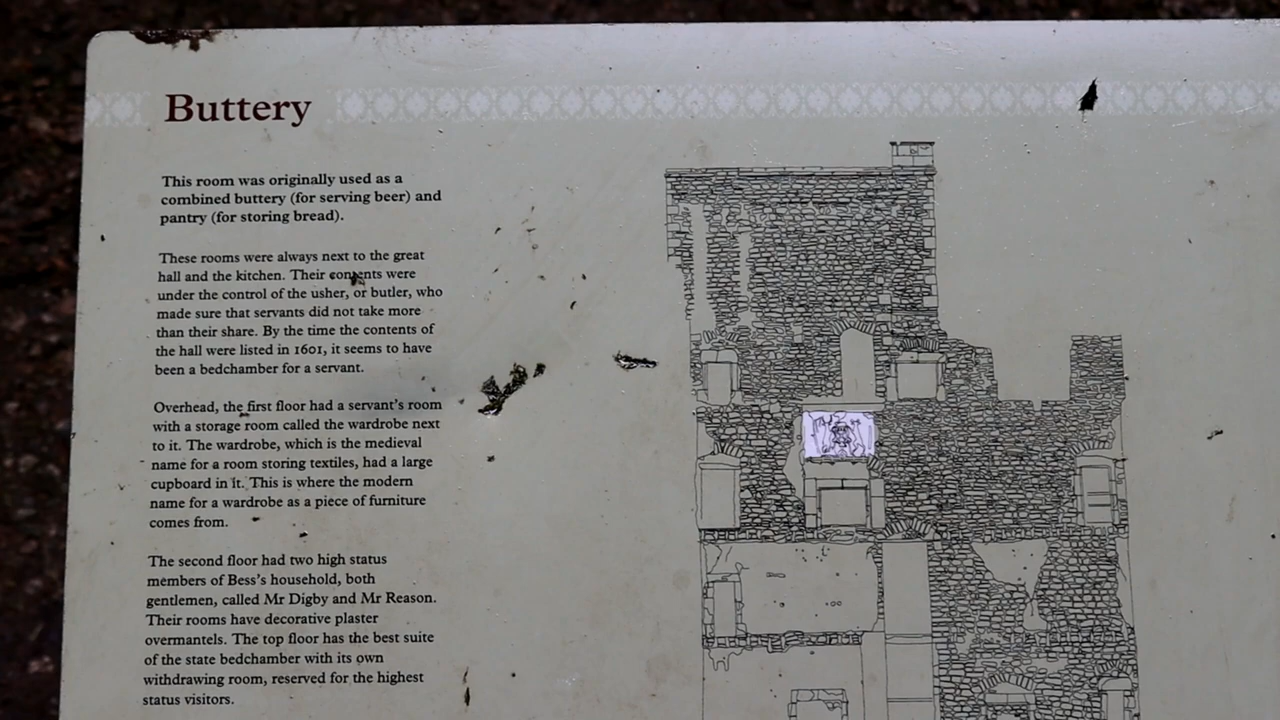 Buttery
This room was originally used as a
combined buttery (for serving beer) and
pantry (for storing bread).
These rooms were always next to the great
hall and the kitchen. Their contents were
under the control of the usher, or butler, who
made sure that servants did not take more
than their share. By the time the contents of
the hall were listed in 1601, it seems to have
been a bedchamber for a servant.
Overhead, the first floor had a servant's room
with a storage room called the wardrobe next
to it. The wardrobe, which is the medieval
name for a room storing textiles, had a large
cupboard in it. This is where the modern
name for a wardrobe as a piece of furniture
comes from.
The second floor had two high status
members of Bess's household, both
gentlemen, called Mr Digby and Mr Reason.
Their rooms have decorative plaster
overmantels. The top floor has the best suite
of the state bedchamber with its own
withdrawing room, reserved for the highest
status visitors.